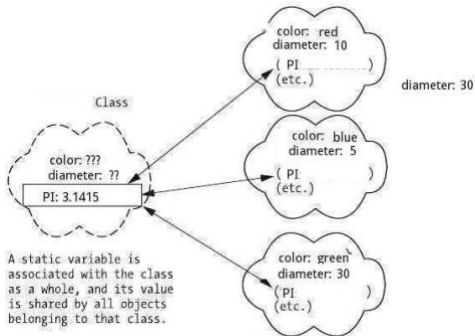 color: red
diameter: 10
( PI )
(etc.)
diameter: 30
Class
color: ???
diameter: ??
PI: 3.1415
color: blue
diameter: 5
( PI )
(etc.)
A static variable is
associated with the class
as a whole, and its value
is shared by all objects
belonging to that class.
color: green
diameter: 30
( PI )
(etc.)